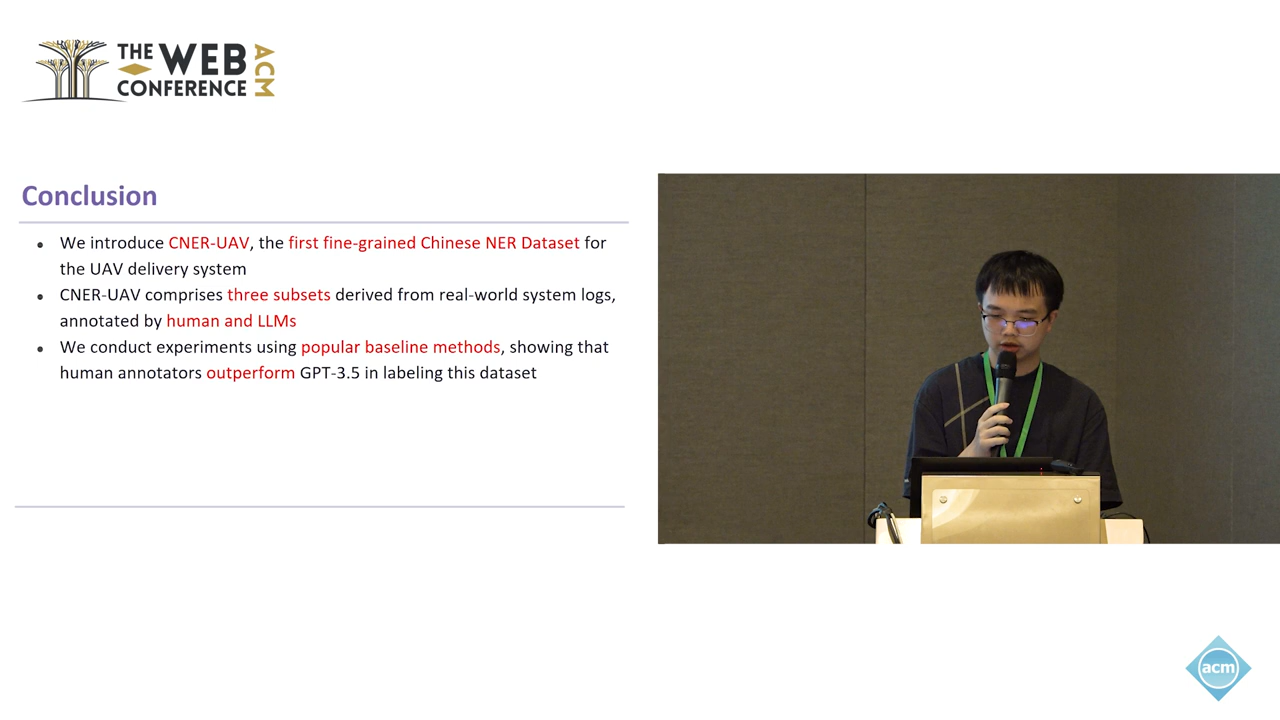 THE WEB
CONFERENCE
ACM
Conclusion
• We introduce CNER-UAV, the first fine-grained Chinese NER Dataset for
the UAV delivery system
• CNER-UAV comprises three subsets derived from real-world system logs,
annotated by human and LLMs
• We conduct experiments using popular baseline methods, showing that
human annotators outperform GPT-3.5 in labeling this dataset
acm